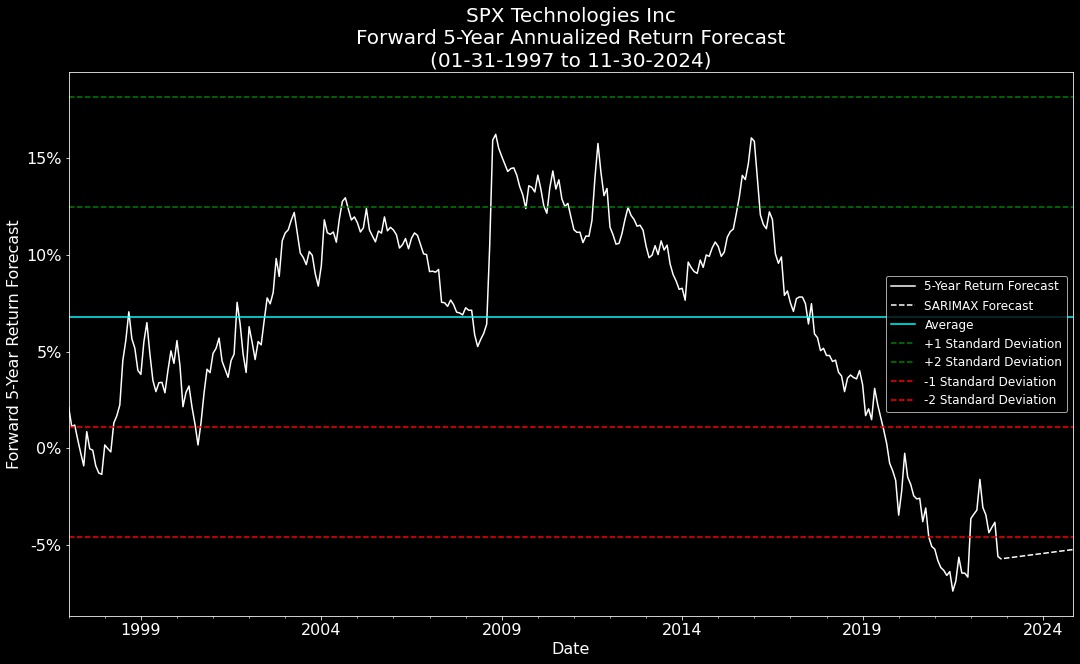 SPX Technologies Inc
Forward 5-Year Annualized Return Forecast
(01-31-1997 to 11-30-2024)
Forward 5-Year Return Forecast
15%
10%
5%
0%
-5%
5-Year Return Forecast
SARIMAX Forecast
Average
+1 Standard Deviation
+2 Standard Deviation
-1 Standard Deviation
-2 Standard Deviation
1999
2004
2009
2014
2019
2024
Date